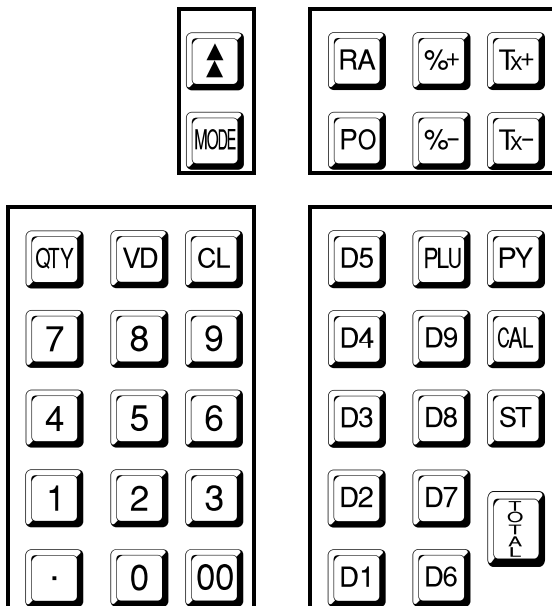 RA %+ Tx+
MODE PO %- Tx-
QTY VD CL D5 PLU PY
7 8 9 D4 D9 CAL
4 5 6 D3 D8 ST
1 2 3 D2 D7 TOTAL
. 0 00 D1 D6